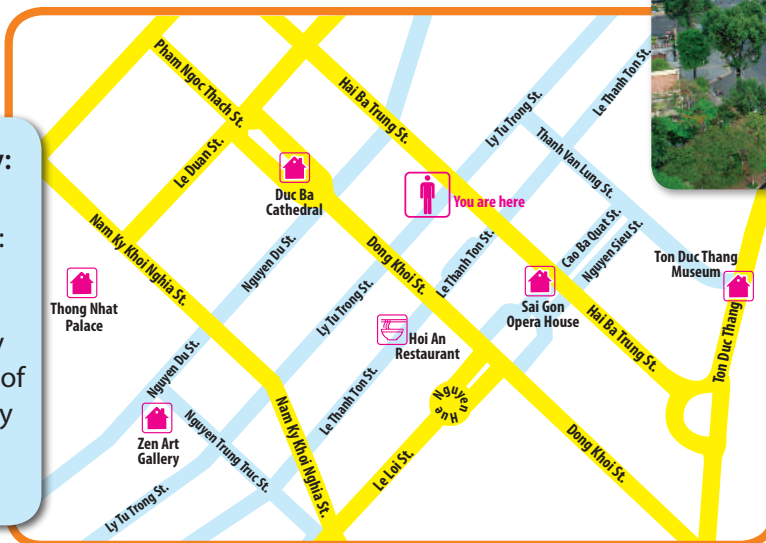 y:
:
y
of
y
Pham Ngoc Thach St.
Hai Ba Trung St.
Le Duan St.
Duc Ba
Cathedral
You are here
Ly Tu Trong St.
Le Thanh Ton St.
Thanh Van Lung St.
Cao Ba Quat St.
Nguyen Sieu St.
Ton Duc Thang
Museum
Nam Ky Khoi Nghia St.
Nguyen Du St.
Dong Khoi St.
Le Thanh Ton St.
Thong Nhat
Palace
Ly Tu Trong St.
Hoi An
Restaurant
Sai Gon
Opera House
Hai Ba Trung St.
Ton Duc Thang
Nguyen Du St.
Le Thanh Ton St.
Nguyen
Hue
Zen Art
Gallery
Nguyen Trung Truc St.
Nam Ky Khoi Nghia St.
Le Loi St.
Dong Khoi St.
Ly Tu Trong St.